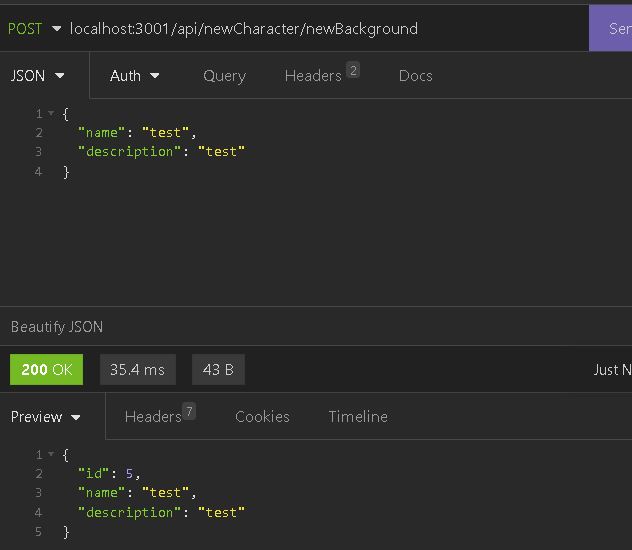 POST localhost:3001/api/newCharacter/newBackground Ser
JSON Auth Query Headers 2 Docs
1 {
2 "name": "test",
3 "description": "test"
4 }
Beautify JSON
200 OK 35.4 ms 43 B Just N
Preview Headers 7 Cookies Timeline
1 {
2 "id": 5,
3 "name": "test",
4 "description": "test"
5 }